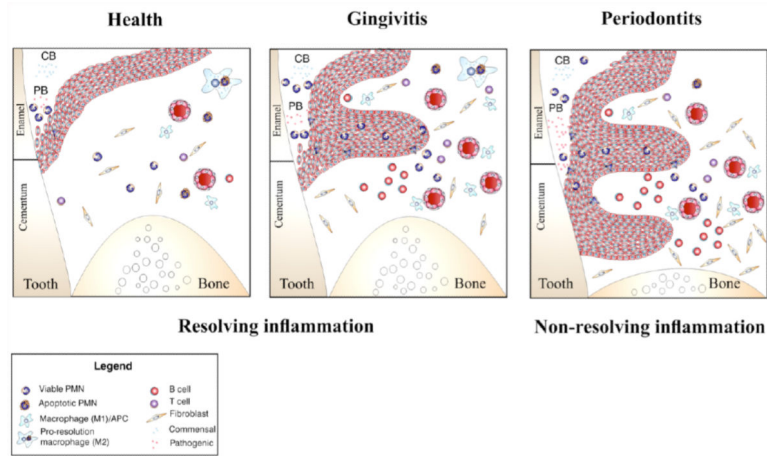 Health
Gingivitis
Periodontits
CB
PB
Enamel
Cementum
Tooth
Bone
CB
PB
Enamel
Cementum
Tooth
Bone
CB
PB
Enamel
Cementum
Tooth
Bone
Resolving inflammation
Non-resolving inflammation
Legend
Viable PMN
Apoptotic PMN
Macrophage (M1)/APC
Pro-resolution
macrophage (M2)
B cell
T cell
Fibroblast
Commensal
Pathogenic